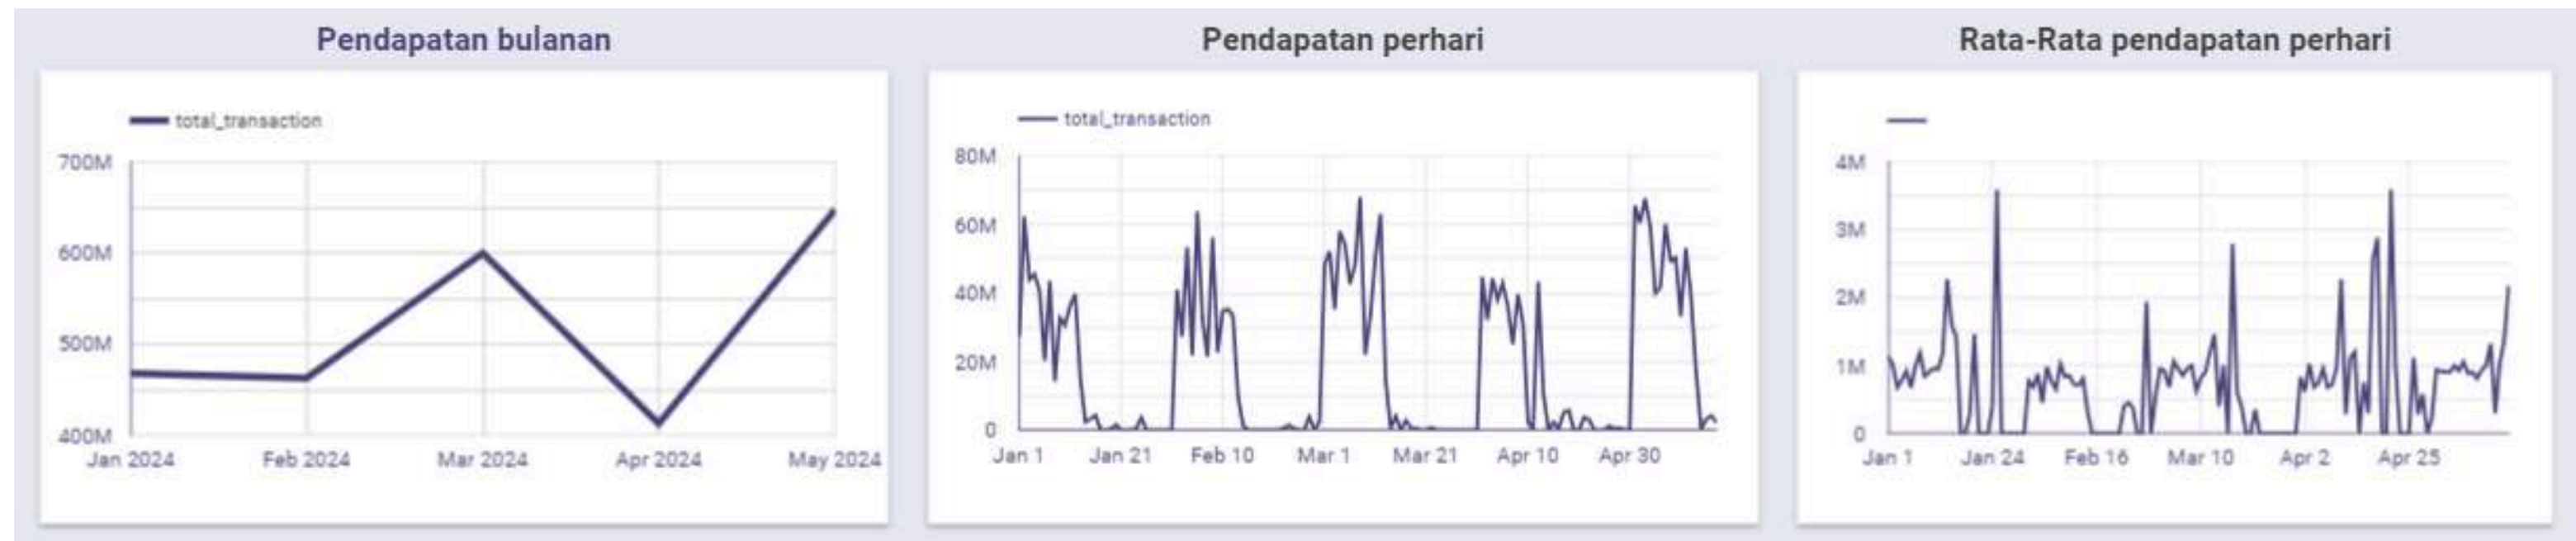 Pendapatan bulanan
total_transaction
700M
600M
500M
400M
Jan 2024 Feb 2024 Mar 2024 Apr 2024 May 2024
Pendapatan perhari
total_transaction
80M
60M
40M
20M
0
Jan 1 Jan 21 Feb 10 Mar 1 Mar 21 Apr 10 Apr 30
Rata-Rata pendapatan perhari
4M
3M
2M
1M
0
Jan 1 Jan 24 Feb 16 Mar 10 Apr 2 Apr 25